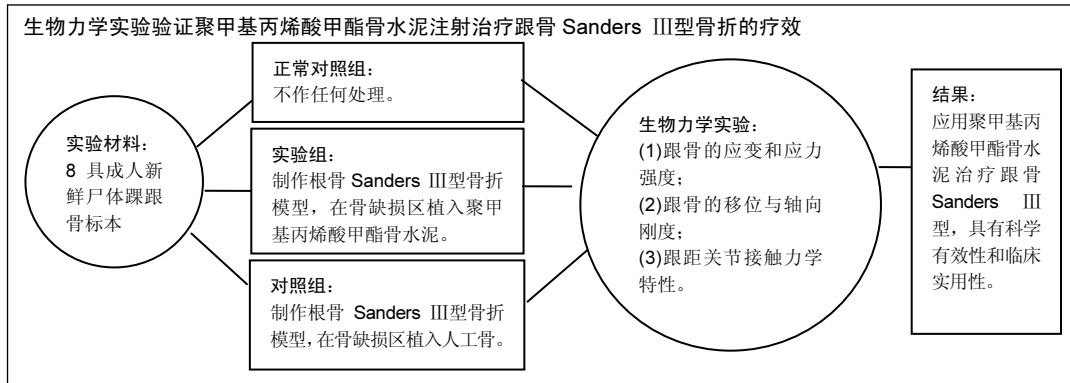 生物力学实验验证聚甲基丙烯酸甲酯骨水泥注射治疗跟骨 Sanders Ⅲ型骨折的疗效
实验材料：
8 具成人新
鲜尸体踝跟
骨标本
正常对照组：
不作任何处理。
实验组：
制作根骨 Sanders Ⅲ型骨折
模型，在骨缺损区植入聚甲
基丙烯酸甲酯骨水泥。
对照组：
制作根骨 Sanders Ⅲ型骨折
模型，在骨缺损区植入人工骨。
生物力学实验：
(1)跟骨的应变和应力
强度；
(2)跟骨的移位与轴向
刚度；
(3)跟距关节接触力学
特性。
结果：
应用聚甲基丙
烯酸甲酯骨水
泥治疗跟骨
Sanders Ⅲ
型，具有科学
有效性和临床
实用性。